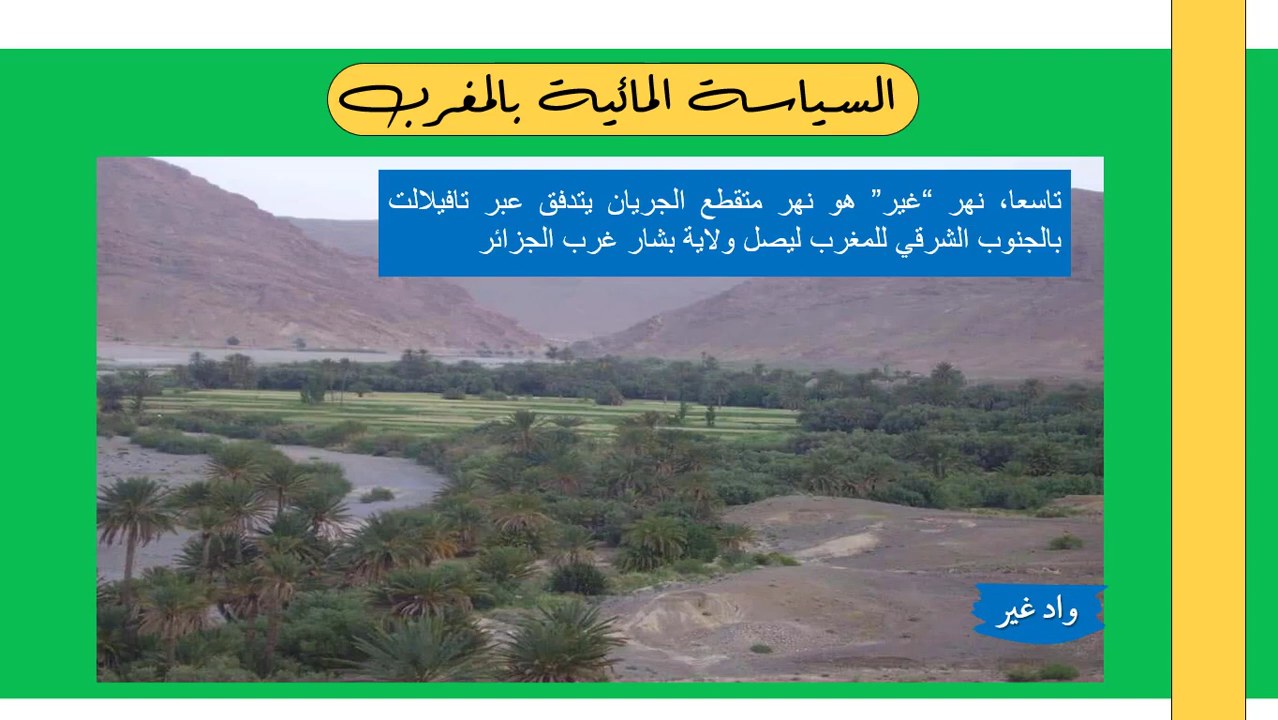 السياسة المائية بالمغرب
تاسعا، نهر “غير” هو نهر متقطع الجريان يتدفق عبر تافيلالت
بالجنوب الشرقي للمغرب ليصل ولاية بشار غرب الجزائر
واد غير